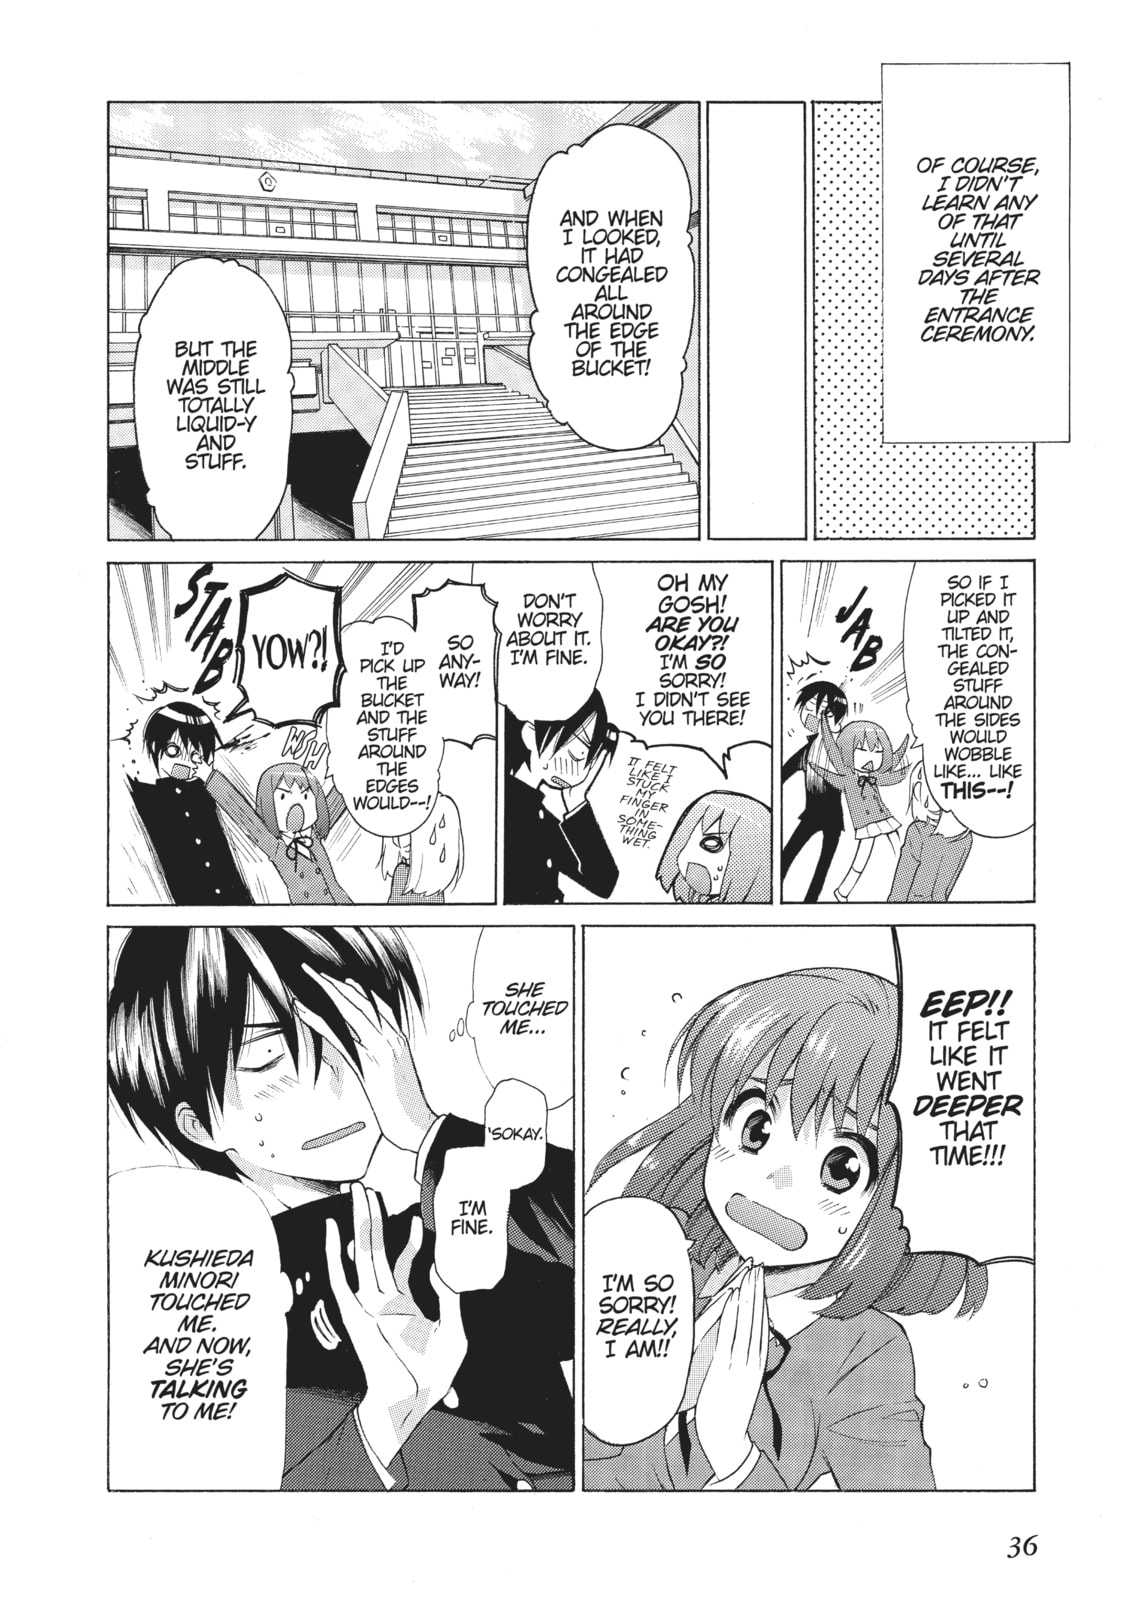 OF COURSE,
I DIDN'T
LEARN ANY
OF THAT
UNTIL
SEVERAL
DAYS AFTER
THE
ENTRANCE
CEREMONY.
AND WHEN
I LOOKED,
IT HAD
CONGEALED
ALL
AROUND
THE EDGE
OF THE
BUCKET!
BUT THE
MIDDLE
WAS STILL
TOTALLY
LIQUID-Y
AND
STUFF.
SO IF I
PICKED IT
UP AND
TILTED IT,
THE CON-
GEALED
STUFF
AROUND
THE SIDES
WOULD
WOBBLE
LIKE... LIKE
THIS--!
JAB
OH MY
GOSH!
ARE YOU
OKAY?!
I'M SO
SORRY!
I DIDN'T SEE
YOU THERE!
IT FELT
LIKE I
STUCK
MY
FINGER
IN
SOME-
THING
WET.
DON'T
WORRY
ABOUT IT.
I'M FINE.
SO
ANY-
WAY!
I'D
PICK UP
THE
BUCKET
AND THE
STUFF
AROUND
THE
EDGES
WOULD--!
WSH
YOW?!
STAB
EEP!!
IT FELT
LIKE IT
WENT
DEEPER
THAT
TIME!!!
I'M SO
SORRY!
REALLY,
I AM!!
SHE
TOUCHED
ME...
'SOKAY.
I'M
FINE.
KUSHIEDA
MINORI
TOUCHED
ME.
AND NOW,
SHE'S
TALKING
TO ME!
36